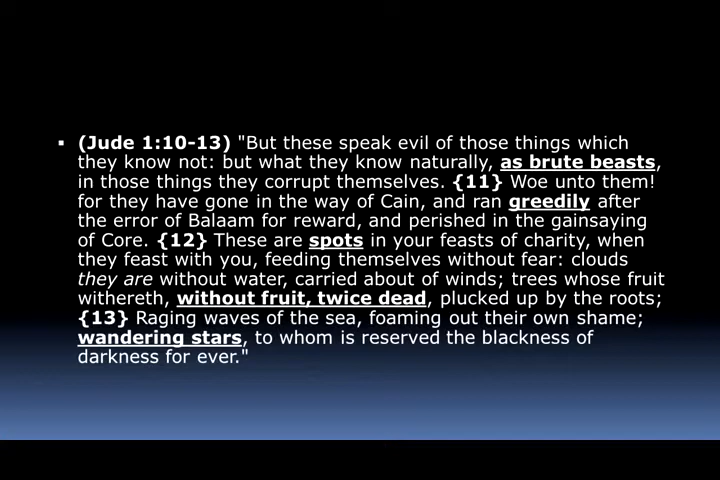 ▪ (Jude 1:10-13) "But these speak evil of those things which
they know not: but what they know naturally, as brute beasts,
in those things they corrupt themselves. {11} Woe unto them!
for they have gone in the way of Cain, and ran greedily after
the error of Balaam for reward, and perished in the gainsaying
of Core. {12} These are spots in your feasts of charity, when
they feast with you, feeding themselves without fear: clouds
they are without water, carried about of winds; trees whose fruit
withereth, without fruit, twice dead, plucked up by the roots;
{13} Raging waves of the sea, foaming out their own shame;
wandering stars, to whom is reserved the blackness of
darkness for ever."